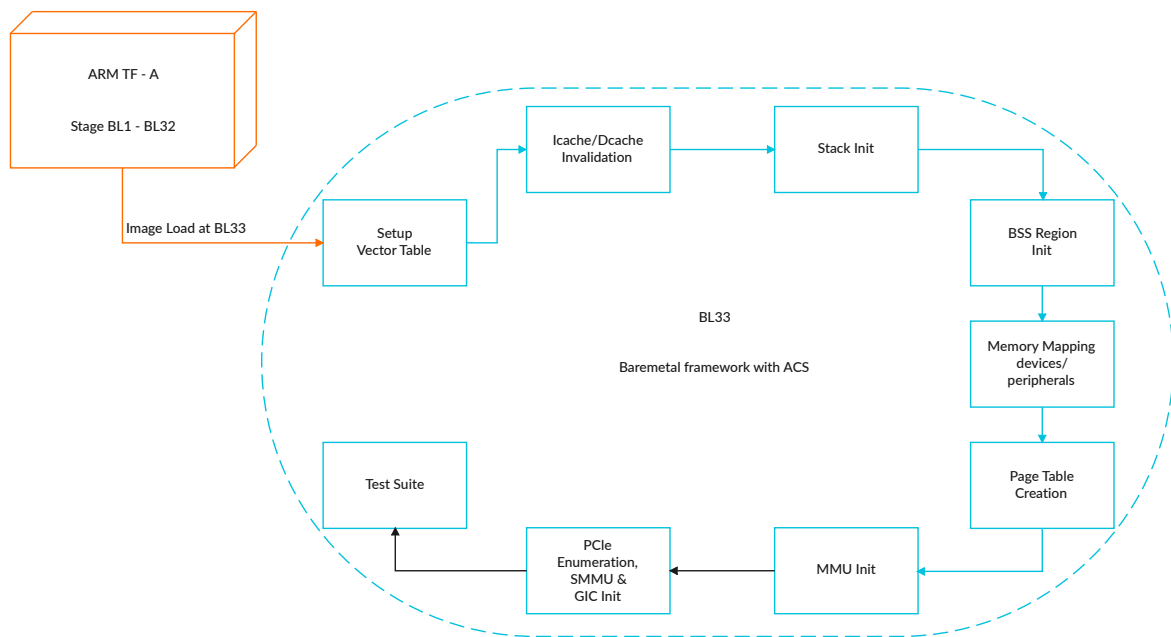 ARM TF - A
Stage BL1 - BL32
Image Load at BL33
Setup
Vector Table
Icache/Dcache
Invalidation
Stack Init
BSS Region
Init
Memory Mapping
devices/
peripherals
Page Table
Creation
MMU Init
PCIe
Enumeration,
SMMU &
GIC Init
Test Suite
BL33
Baremetal framework with ACS